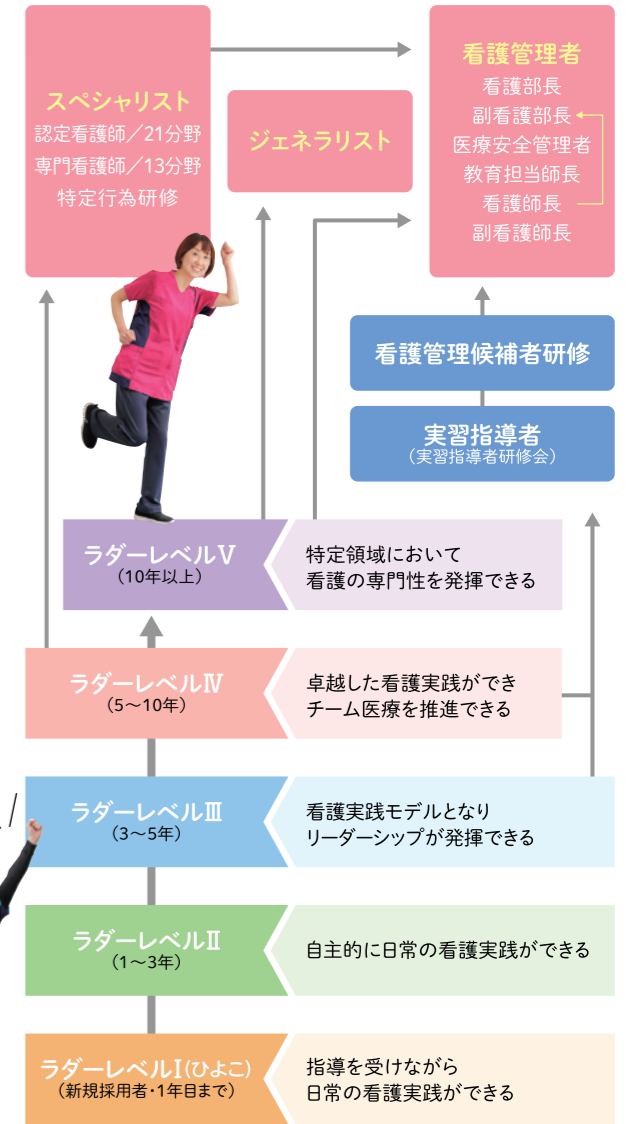 スペシャリスト
認定看護師／21分野
専門看護師／13分野
特定行為研修
ジェネラリスト
看護管理者
看護部長
副看護部長
医療安全管理者
教育担当師長
看護師長
副看護師長
看護管理候補者研修
実習指導者
（実習指導者研修会）
ラダーレベルⅤ
（10年以上）
特定領域において
看護の専門性を発揮できる
ラダーレベルⅣ
（5〜10年）
卓越した看護実践ができ
チーム医療を推進できる
ラダーレベルⅢ
（3〜5年）
看護実践モデルとなり
リーダーシップが発揮できる
ラダーレベルⅡ
（1〜3年）
自主的に日常の看護実践ができる
ラダーレベルⅠ（ひよこ）
（新規採用者・1年目まで）
指導を受けながら
日常の看護実践ができる